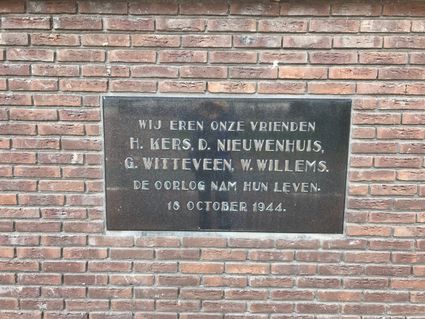 WIJ EREN ONZE VRIENDEN
H. KERS, D. NIEUWENHUIS,
G. WITTEVEEN, W. WILLEMS.
DE OORLOG NAM HUN LEVEN.
18 OCTOBER 1944.